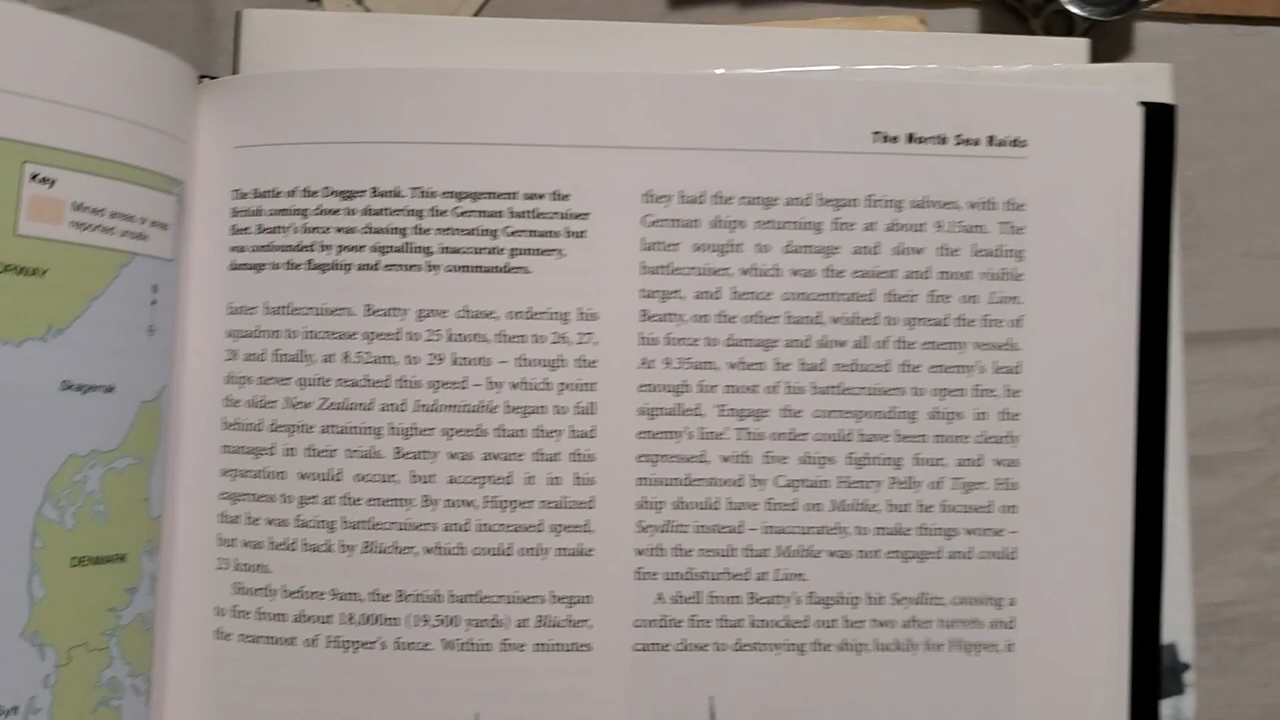 Key
Mined areas or area
reported unsafe
ORWAY
Skagerrak
DENMARK
Sylt
The North Sea Raids
The Battle of the Dogger Bank. This engagement saw the
British coming close to shattering the German battlecruiser
fleet. Beatty's force was chasing the retreating Germans but
was confounded by poor signalling, inaccurate gunnery,
damage to the flagship and errors by commanders.
faster battlecruisers. Beatty gave chase, ordering his
squadron to increase speed to 25 knots, then to 26, 27,
28 and finally, at 8.52am, to 29 knots – though the
ships never quite reached this speed – by which point
the older New Zealand and Indomitable began to fall
behind despite attaining higher speeds than they had
managed in their trials. Beatty was aware that this
separation would occur, but accepted it in his
eagerness to get at the enemy. By now, Hipper realized
that he was facing battlecruisers and increased speed,
but was held back by Blücher, which could only make
23 knots.
Shortly before 9am, the British battlecruisers began
to fire from about 18,000m (19,500 yards) at Blücher,
the rearmost of Hipper's force. Within five minutes
they had the range and began firing salvoes, with the
German ships returning fire at about 9.15am. The
latter sought to damage and slow the leading
battlecruiser, which was the easiest and most visible
target, and hence concentrated their fire on Lion.
Beatty, on the other hand, wished to spread the fire of
his force to damage and slow all of the enemy vessels.
At 9.35am, when he had reduced the enemy's lead
enough for most of his battlecruisers to open fire, he
signalled, 'Engage the corresponding ships in the
enemy's line'. This order could have been more clearly
expressed, with five ships fighting four, and was
misunderstood by Captain Henry Pelly of Tiger. His
ship should have fired on Moltke, but he focused on
Seydlitz instead – inaccurately, to make things worse –
with the result that Moltke was not engaged and could
fire undisturbed at Lion.
A shell from Beatty's flagship hit Seydlitz, causing a
cordite fire that knocked out her two after turrets and
came close to destroying the ship; luckily for Hipper, it